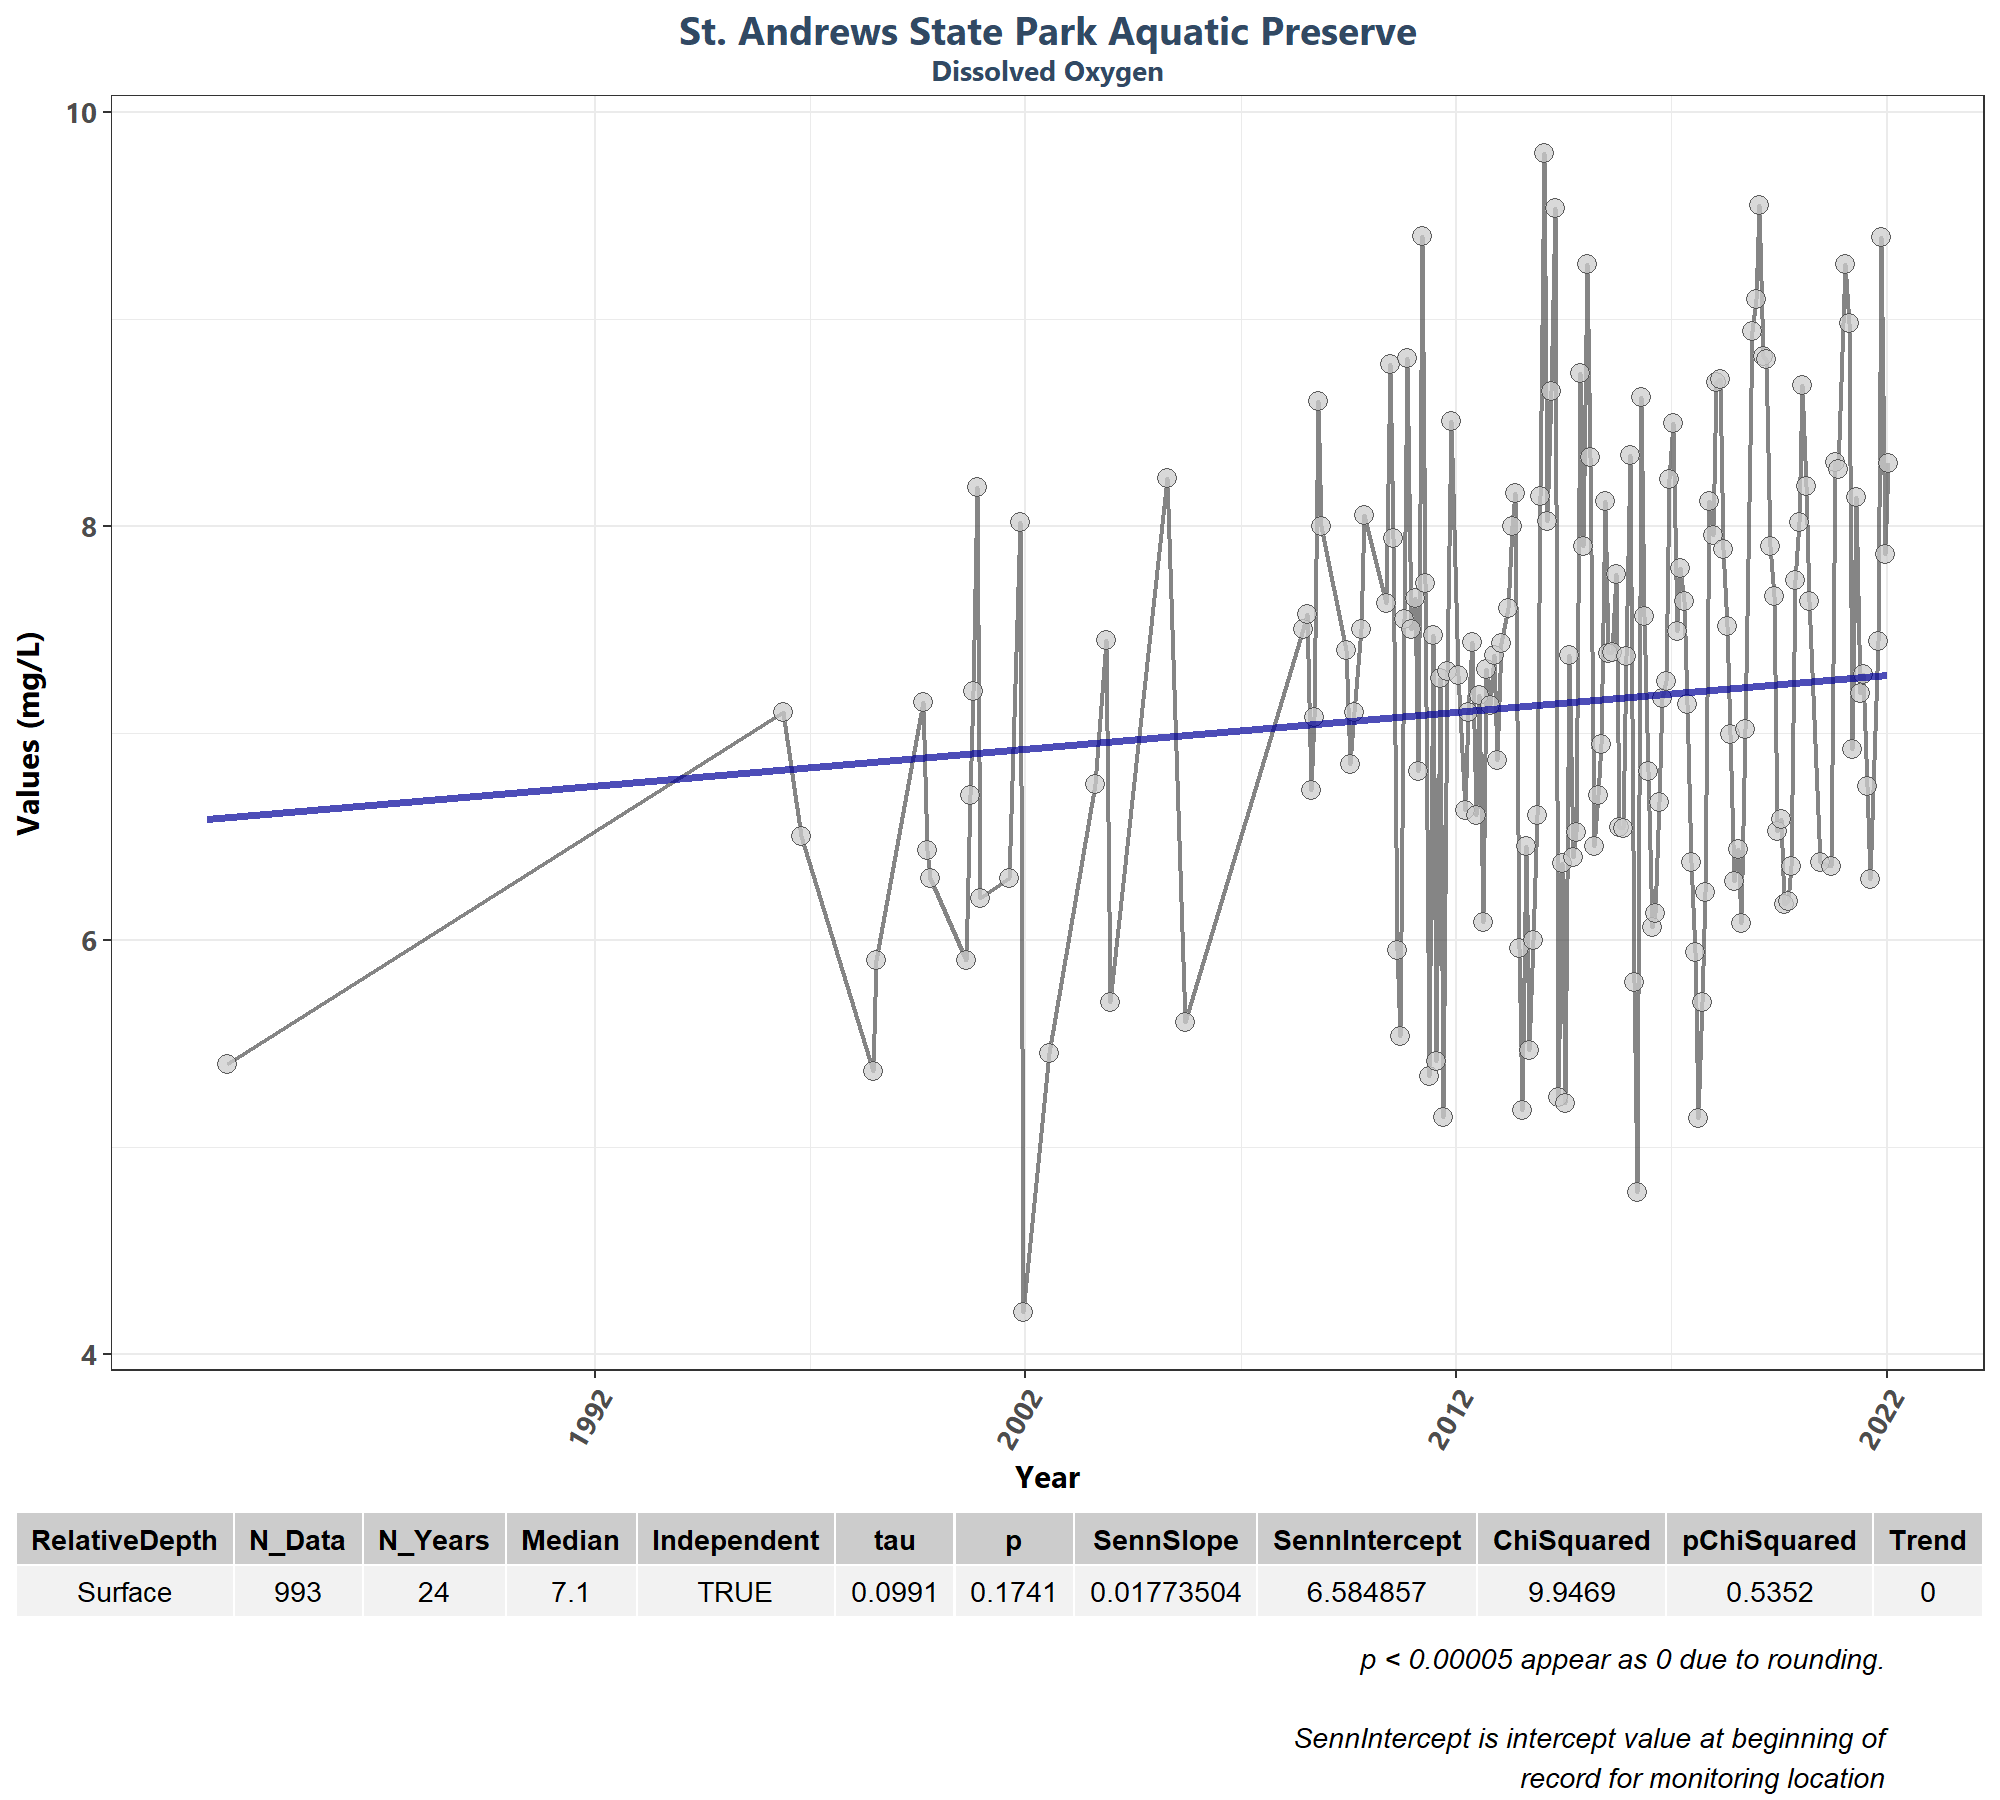 St. Andrews State Park Aquatic Preserve
Dissolved Oxygen
10
8
6
4
Values (mg/L)
1992 2002 2012 2022
Year
RelativeDepth N_Data N_Years Median Independent tau p SennSlope SennIntercept ChiSquared pChiSquared Trend
Surface 993 24 7.1 TRUE 0.0991 0.1741 0.01773504 6.584857 9.9469 0.5352 0
p < 0.00005 appear as 0 due to rounding.
SennIntercept is intercept value at beginning of
record for monitoring location